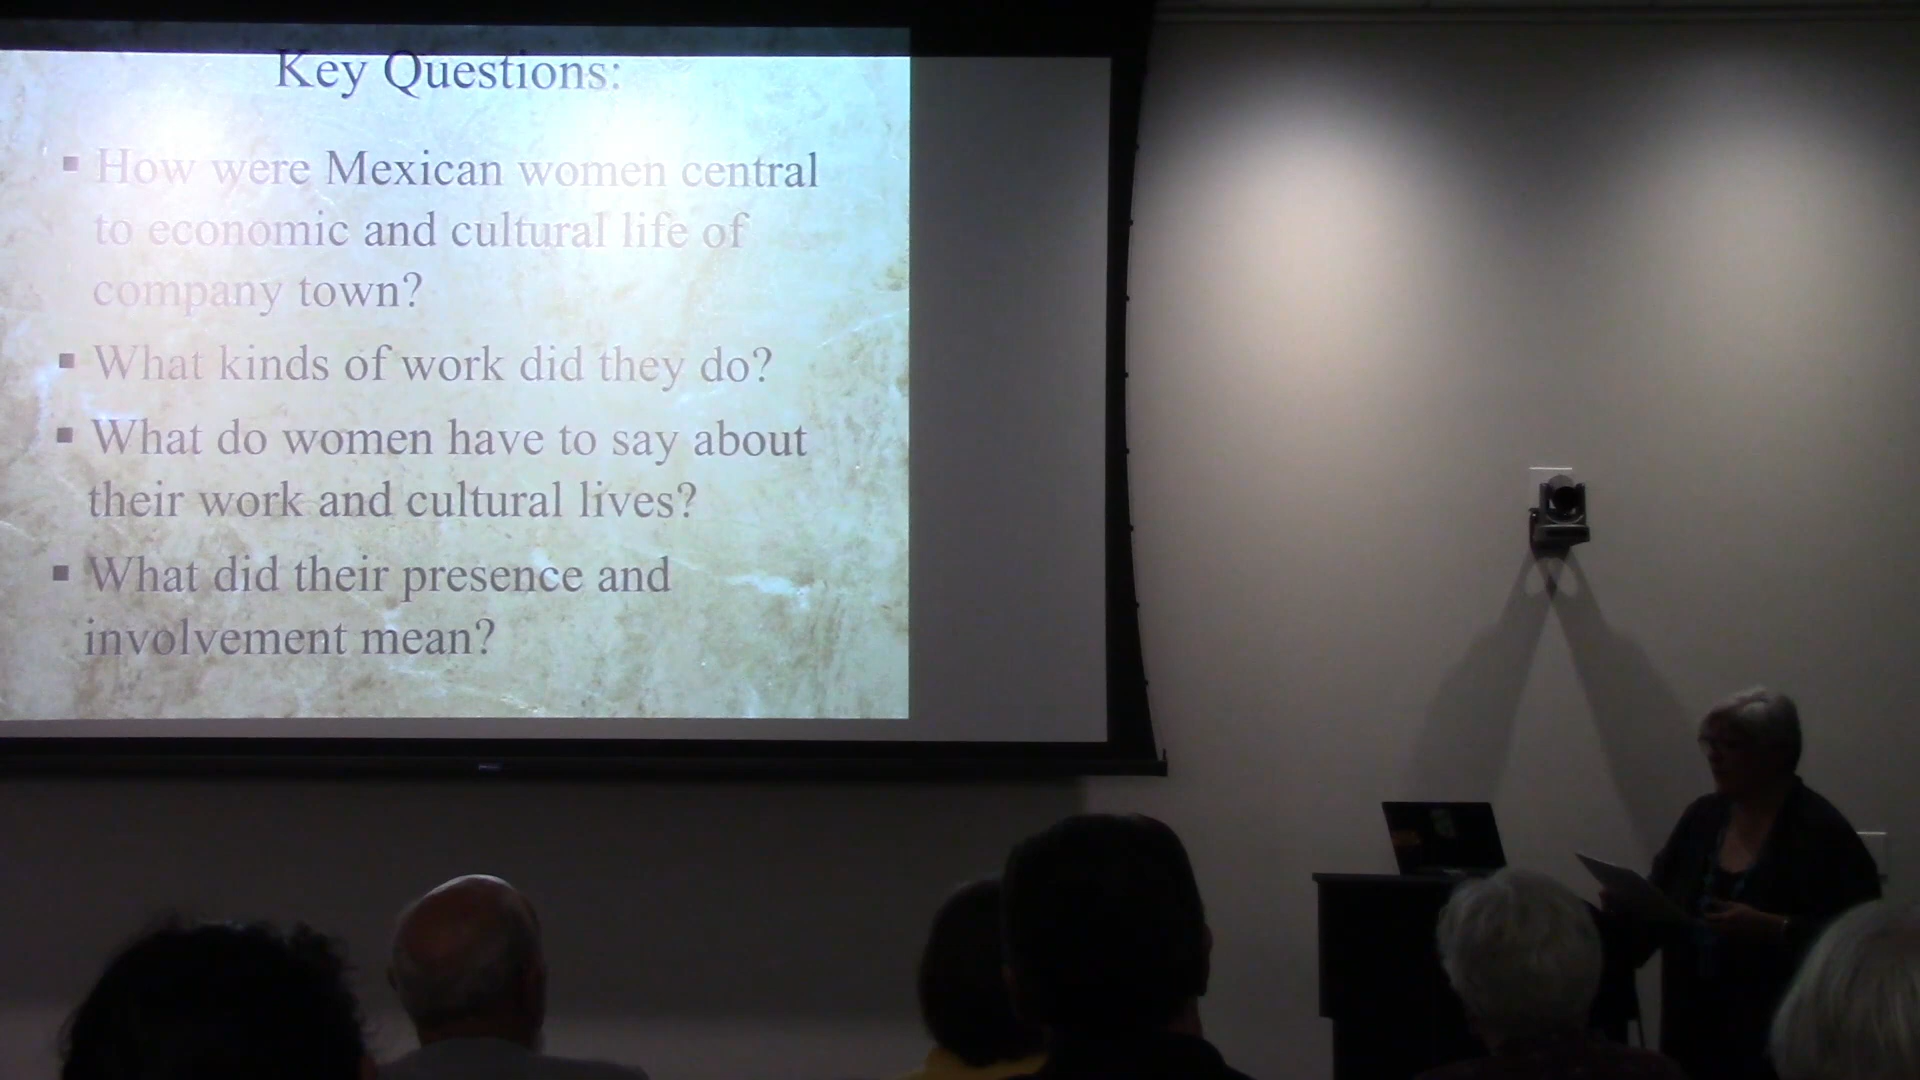 Key Questions:
▪ How were Mexican women central
to economic and cultural life of
company town?
▪ What kinds of work did they do?
▪ What do women have to say about
their work and cultural lives?
▪ What did their presence and
involvement mean?